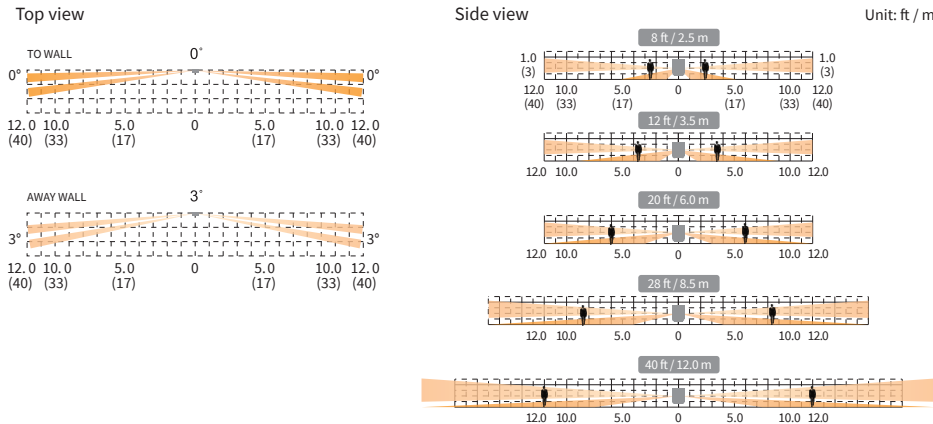 Top view
TO WALL
0°
0° 0°
12.0 10.0 5.0 0 5.0 10.0 12.0
(40) (33) (17) (17) (33) (40)
AWAY WALL
3°
3° 3°
12.0 10.0 5.0 0 5.0 10.0 12.0
(40) (33) (17) (17) (33) (40)
Side view
Unit: ft / m
8 ft / 2.5 m
1.0 1.0
(3) (3)
12.0 10.0 5.0 0 5.0 10.0 12.0
(40) (33) (17) (17) (33) (40)
12 ft / 3.5 m
12.0 10.0 5.0 0 5.0 10.0 12.0
20 ft / 6.0 m
12.0 10.0 5.0 0 5.0 10.0 12.0
28 ft / 8.5 m
12.0 10.0 5.0 0 5.0 10.0 12.0
40 ft / 12.0 m
12.0 10.0 5.0 0 5.0 10.0 12.0